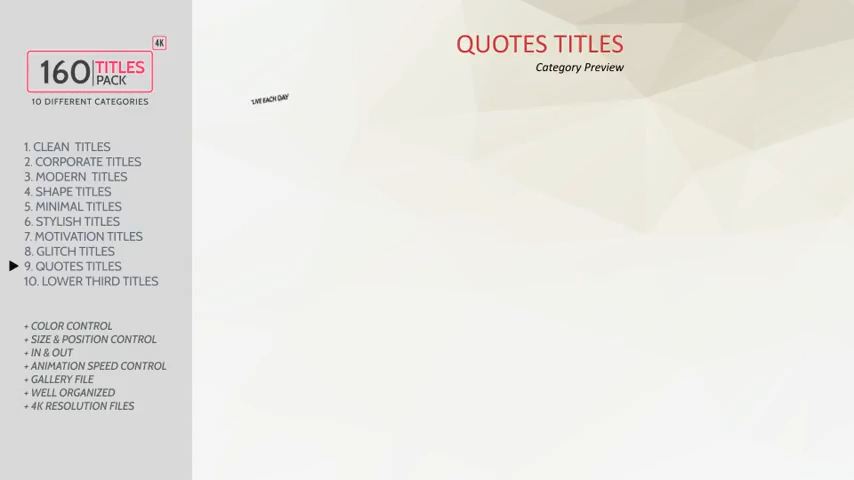 4K
160 TITLES PACK
10 DIFFERENT CATEGORIES
1. CLEAN TITLES
2. CORPORATE TITLES
3. MODERN TITLES
4. SHAPE TITLES
5. MINIMAL TITLES
6. STYLISH TITLES
7. MOTIVATION TITLES
8. GLITCH TITLES
9. QUOTES TITLES
10. LOWER THIRD TITLES
+ COLOR CONTROL
+ SIZE & POSITION CONTROL
+ IN & OUT
+ ANIMATION SPEED CONTROL
+ GALLERY FILE
+ WELL ORGANIZED
+ 4K RESOLUTION FILES
QUOTES TITLES
Category Preview
"LIVE EACH DAY